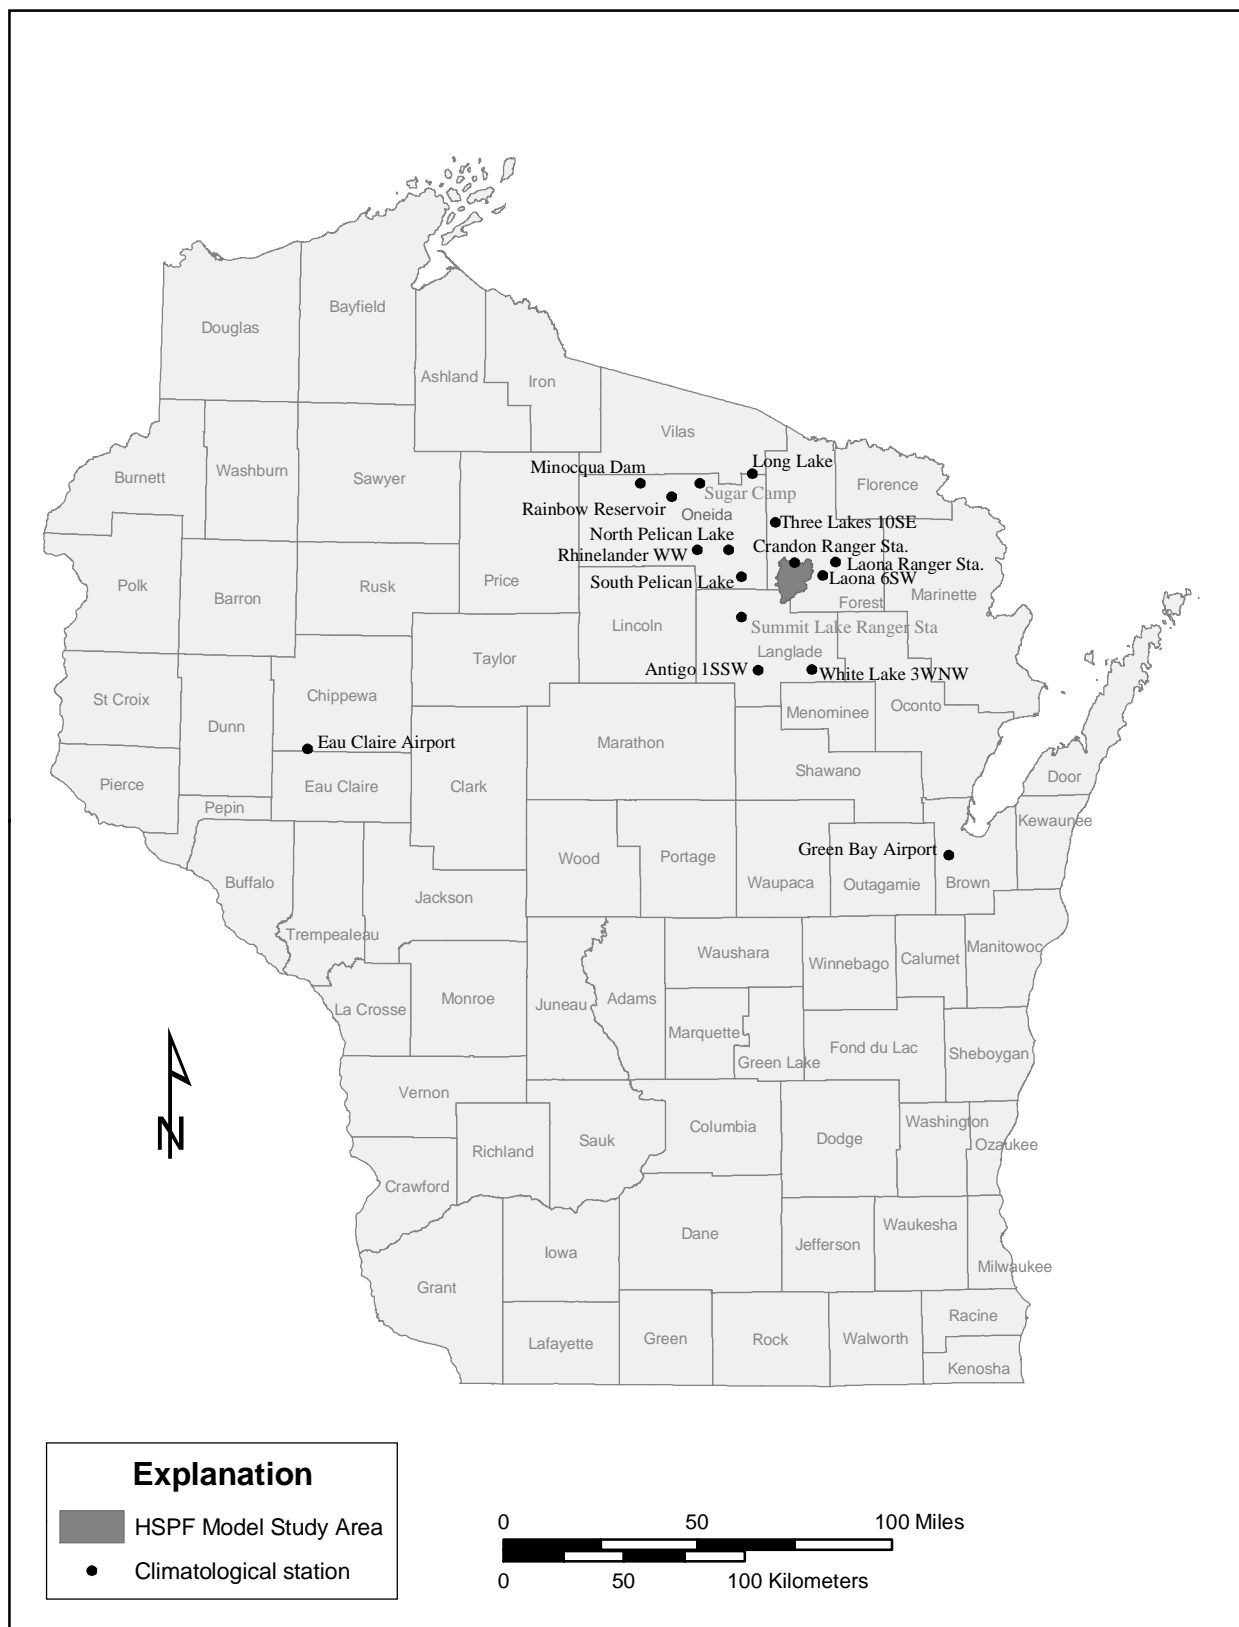 Bayfield
Douglas
Ashland
Iron
Vilas
Long Lake
Minocqua Dam
Burnett
Washburn
Sawyer
Florence
Sugar Camp
Rainbow Reservoir
Oneida
Three Lakes 10SE
North Pelican Lake
Crandon Ranger Sta.
Rhinelander WW
Laona Ranger Sta.
Laona 6SW
South Pelican Lake
Price
Polk
Barron
Rusk
Forest
Marinette
Lincoln
Summit Lake Ranger Sta
Langlade
Taylor
Antigo 1SSW
White Lake 3WNW
St Croix
Chippewa
Dunn
Menominee
Oconto
Eau Claire Airport
Marathon
Shawano
Door
Pierce
Eau Claire
Clark
Pepin
Kewaunee
Green Bay Airport
Wood
Portage
Waupaca
Outagamie
Brown
Buffalo
Jackson
Trempealeau
Waushara
Winnebago
Calumet
Manitowoc
La Crosse
Monroe
Juneau
Adams
Marquette
Green Lake
Fond du Lac
Sheboygan
Vernon
Columbia
Dodge
Washington
Ozaukee
Richland
Sauk
N
Crawford
Iowa
Dane
Jefferson
Waukesha
Milwaukee
Grant
Lafayette
Green
Rock
Walworth
Racine
Kenosha
Explanation
HSPF Model Study Area
Climatological station
0 50 100 Miles
0 50 100 Kilometers